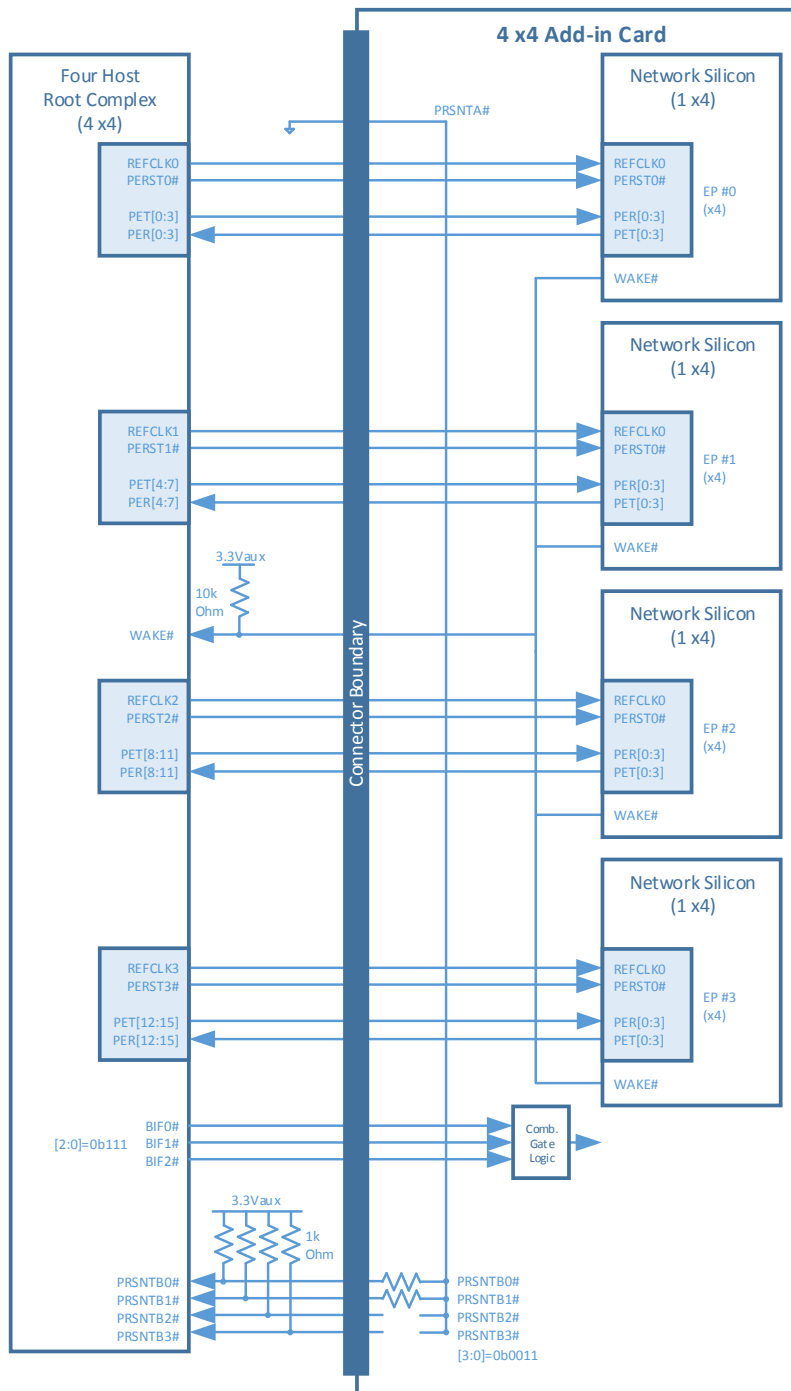 4 x4 Add-in Card
Four Host
Root Complex
(4 x4)
PRSNTA#
Network Silicon
(1 x4)
REFCLK0
PERST0#
PET[0:3]
PER[0:3]
REFCLK0
PERST0#
PER[0:3]
PET[0:3]
EP #0
(x4)
WAKE#
Network Silicon
(1 x4)
REFCLK1
PERST1#
PET[4:7]
PER[4:7]
REFCLK0
PERST0#
PER[0:3]
PET[0:3]
EP #1
(x4)
WAKE#
3.3Vaux
10k
Ohm
WAKE#
Connector Boundary
Network Silicon
(1 x4)
REFCLK2
PERST2#
PET[8:11]
PER[8:11]
REFCLK0
PERST0#
PER[0:3]
PET[0:3]
EP #2
(x4)
WAKE#
Network Silicon
(1 x4)
REFCLK3
PERST3#
PET[12:15]
PER[12:15]
REFCLK0
PERST0#
PER[0:3]
PET[0:3]
EP #3
(x4)
WAKE#
[2:0]=0b111
BIF0#
BIF1#
BIF2#
Comb.
Gate
Logic
3.3Vaux
1k
Ohm
PRSNTB0#
PRSNTB1#
PRSNTB2#
PRSNTB3#
PRSNTB0#
PRSNTB1#
PRSNTB2#
PRSNTB3#
[3:0]=0b0011